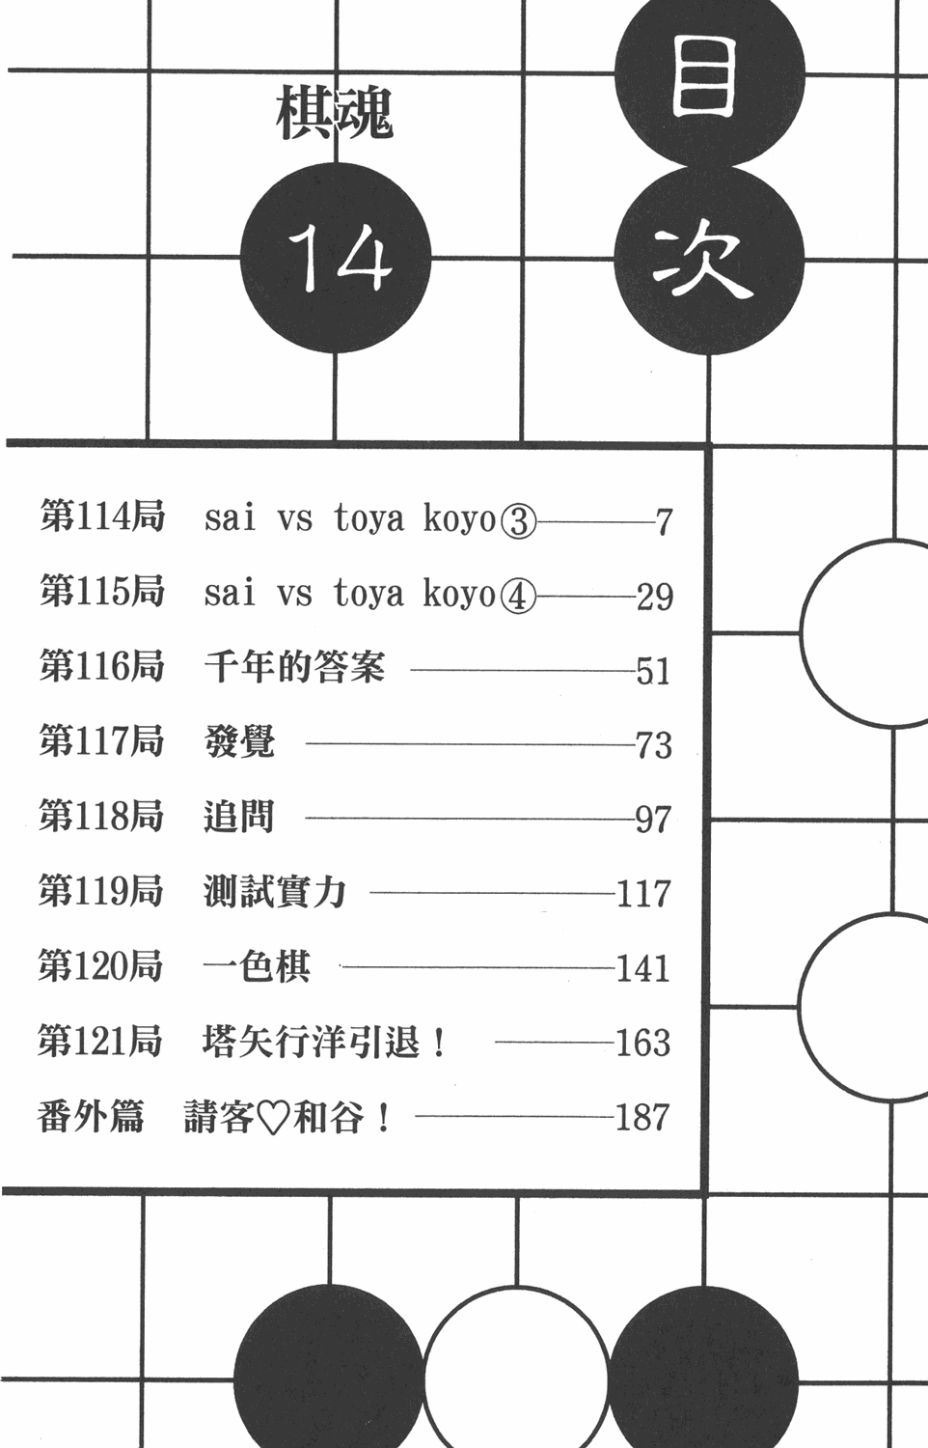 目次
棋魂
14
第114局 sai vs toya koyo③ 7
第115局 sai vs toya koyo④ 29
第116局 千年的答案 51
第117局 發覺 73
第118局 追問 97
第119局 測試實力 117
第120局 一色棋 141
第121局 塔矢行洋引退！ 163
番外篇 請客♡和谷！ 187